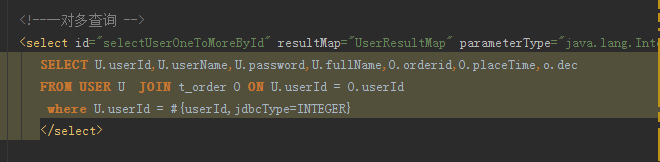 <!--一对多查询 -->
<select id="selectUserOneToMoreById" resultMap="UserResultMap" parameterType="java.lang.Inte
SELECT U.userId,U.userName,U.password,U.fullName,O.orderid,O.placeTime,o.dec
FROM USER U JOIN t_order O ON U.userId = O.userId
where U.userId = #{userId,jdbcType=INTEGER}
</select>